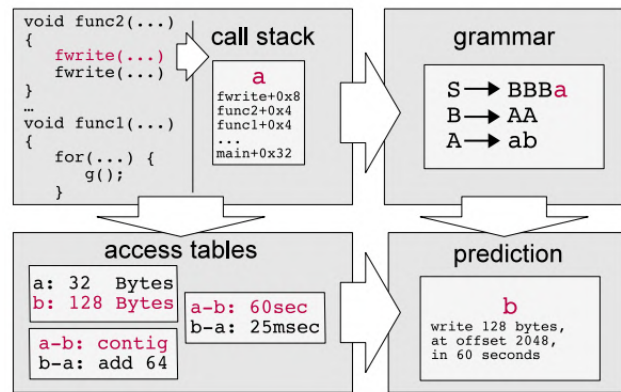 void func2(...)
{
fwrite(...)
fwrite(...)
}
…
void func1(...)
{
for(...) {
g();
}
call stack
a
fwrite+0x8
func2+0x4
func1+0x4
...
main+0x32
grammar
S → BBBa
B → AA
A → ab
access tables
a: 32 Bytes
b: 128 Bytes
a-b: 60sec
b-a: 25msec
a-b: contig
b-a: add 64
prediction
b
write 128 bytes,
at offset 2048,
in 60 seconds